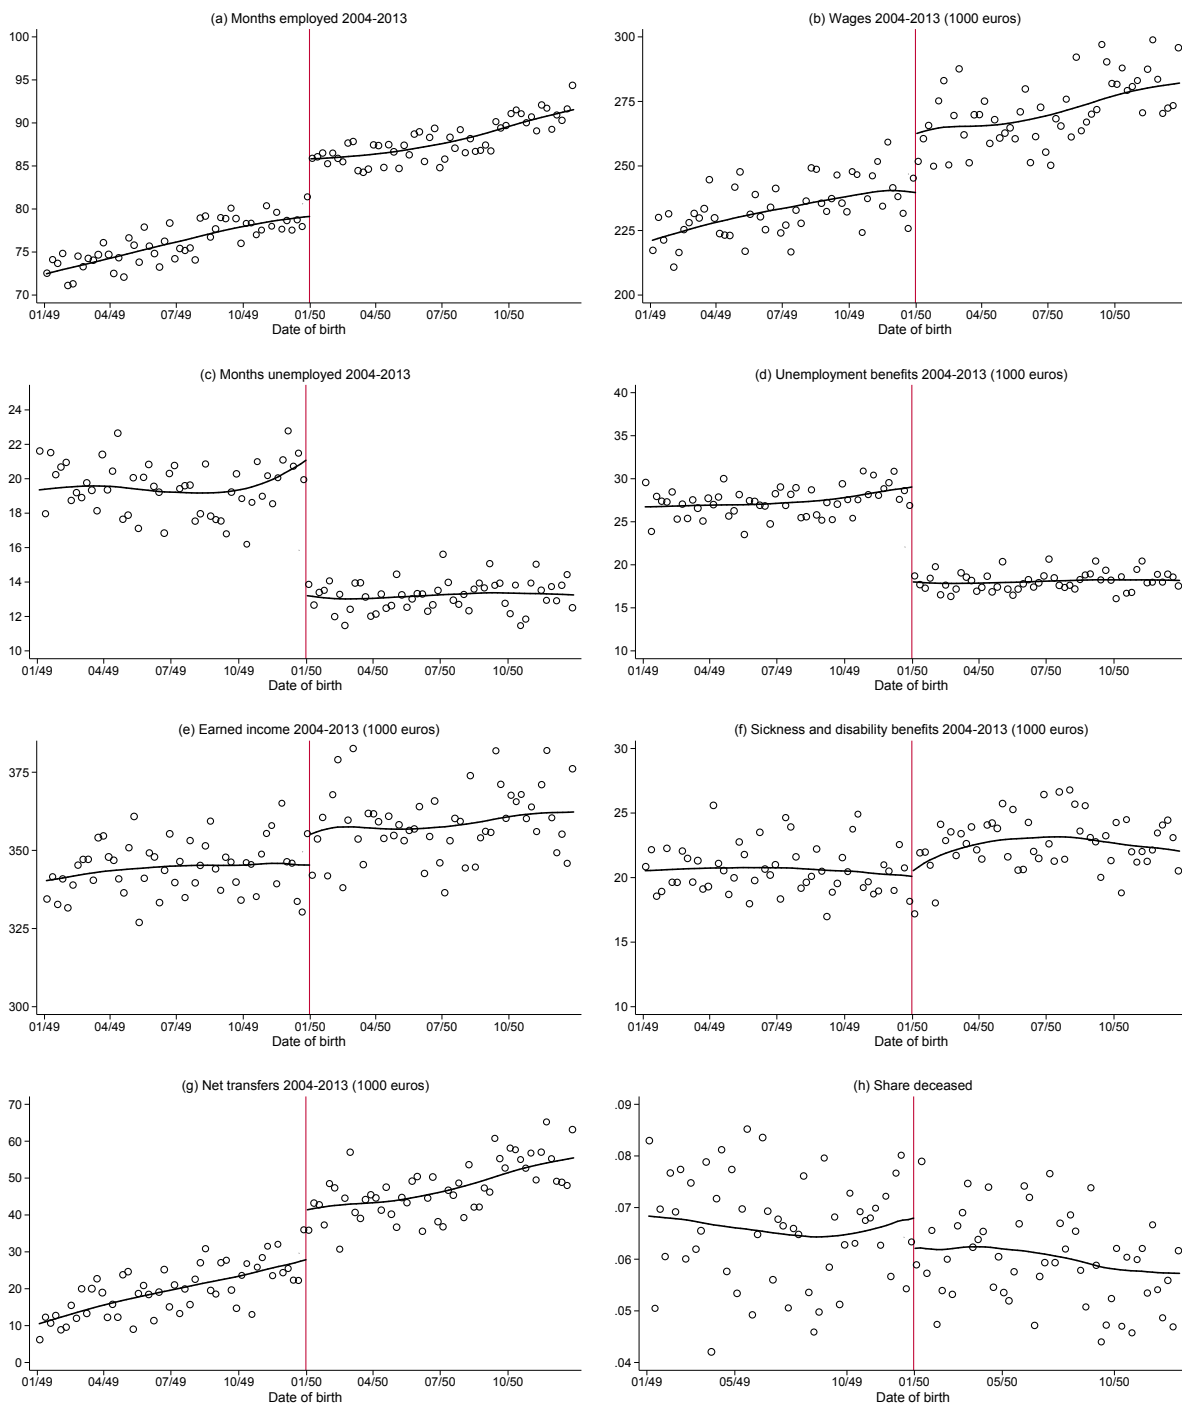 (a) Months employed 2004-2013
100
95
90
85
80
75
70
01/49 04/49 07/49 10/49 01/50 04/50 07/50 10/50
Date of birth
(b) Wages 2004-2013 (1000 euros)
300
275
250
225
200
01/49 04/49 07/49 10/49 01/50 04/50 07/50 10/50
Date of birth
(c) Months unemployed 2004-2013
24
22
20
18
16
14
12
10
01/49 04/49 07/49 10/49 01/50 04/50 07/50 10/50
Date of birth
(d) Unemployment benefits 2004-2013 (1000 euros)
40
35
30
25
20
15
10
01/49 04/49 07/49 10/49 01/50 04/50 07/50 10/50
Date of birth
(e) Earned income 2004-2013 (1000 euros)
375
350
325
300
01/49 04/49 07/49 10/49 01/50 04/50 07/50 10/50
Date of birth
(f) Sickness and disability benefits 2004-2013 (1000 euros)
30
25
20
15
10
01/49 04/49 07/49 10/49 01/50 04/50 07/50 10/50
Date of birth
(g) Net transfers 2004-2013 (1000 euros)
70
60
50
40
30
20
10
0
01/49 04/49 07/49 10/49 01/50 04/50 07/50 10/50
Date of birth
(h) Share deceased
.09
.08
.07
.06
.05
.04
01/49 05/49 10/49 01/50 05/50 10/50
Date of birth